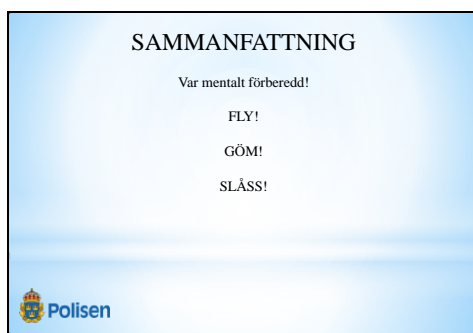 SAMMANFATTNING
Var mentalt förberedd!
FLY!
GÖM!
SLÅSS!
Polisen